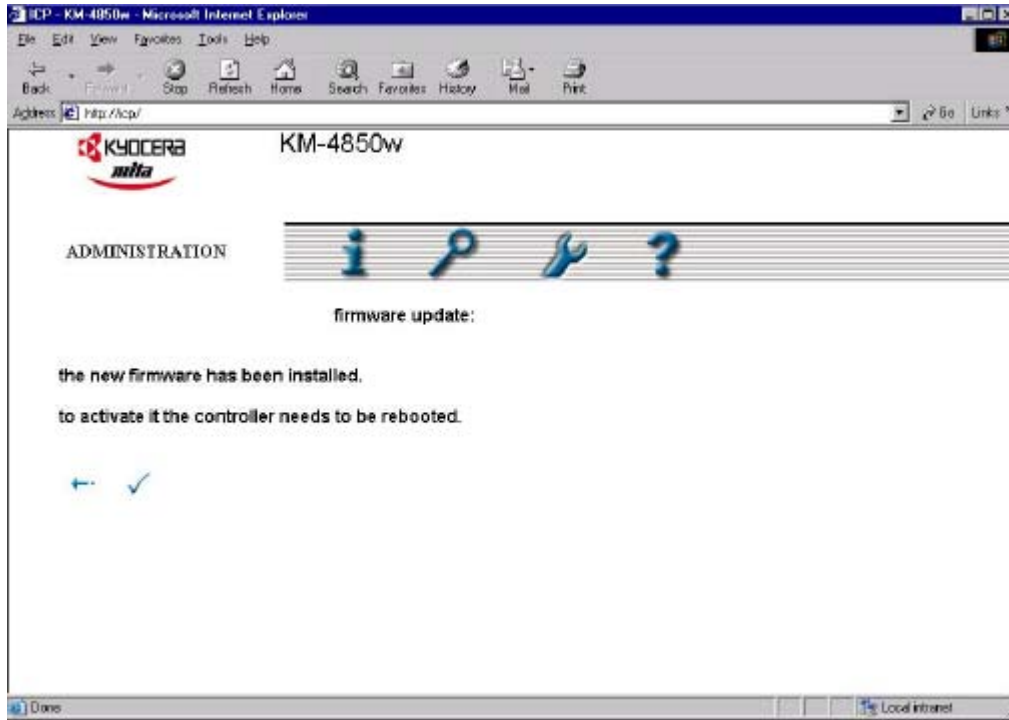 ICP - KM-4850w - Microsoft Internet Explorer
File Edit View Favorites Tools Help
Back Forward Stop Refresh Home Search Favorites History Mail Print
Address http://icp/ Go Links
KYOCERA
mita
KM-4850w
ADMINISTRATION
firmware update:
the new firmware has been installed.
to activate it the controller needs to be rebooted.
Done Local intranet